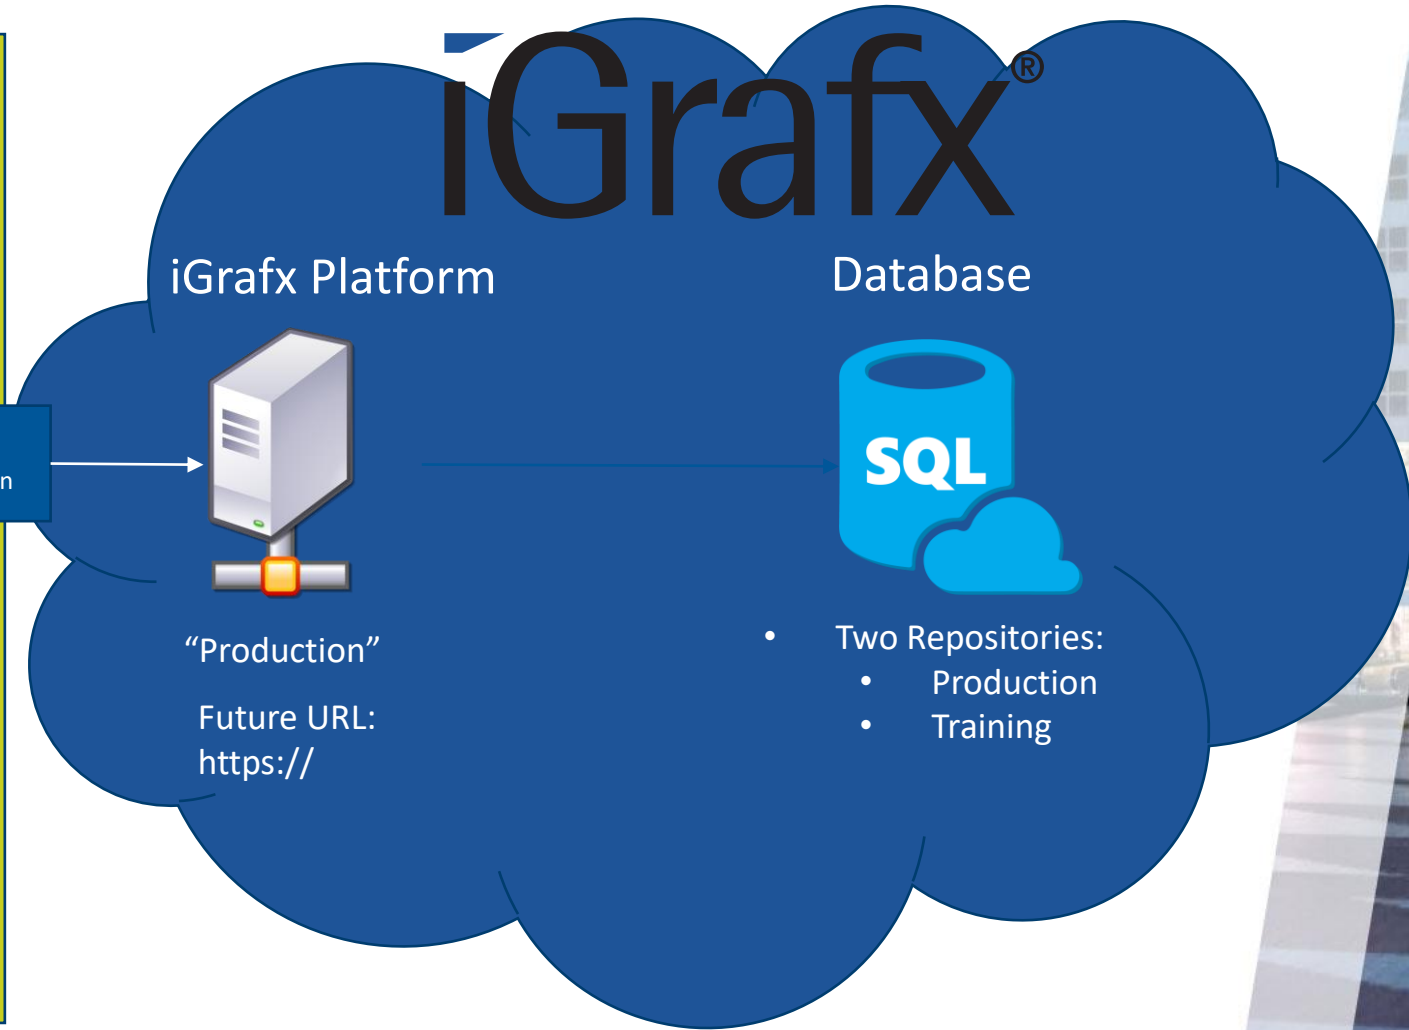 iGrafx®
iGrafx Platform
Database
SQL
n
“Production”
Future URL:
https://
• Two Repositories:
• Production
• Training